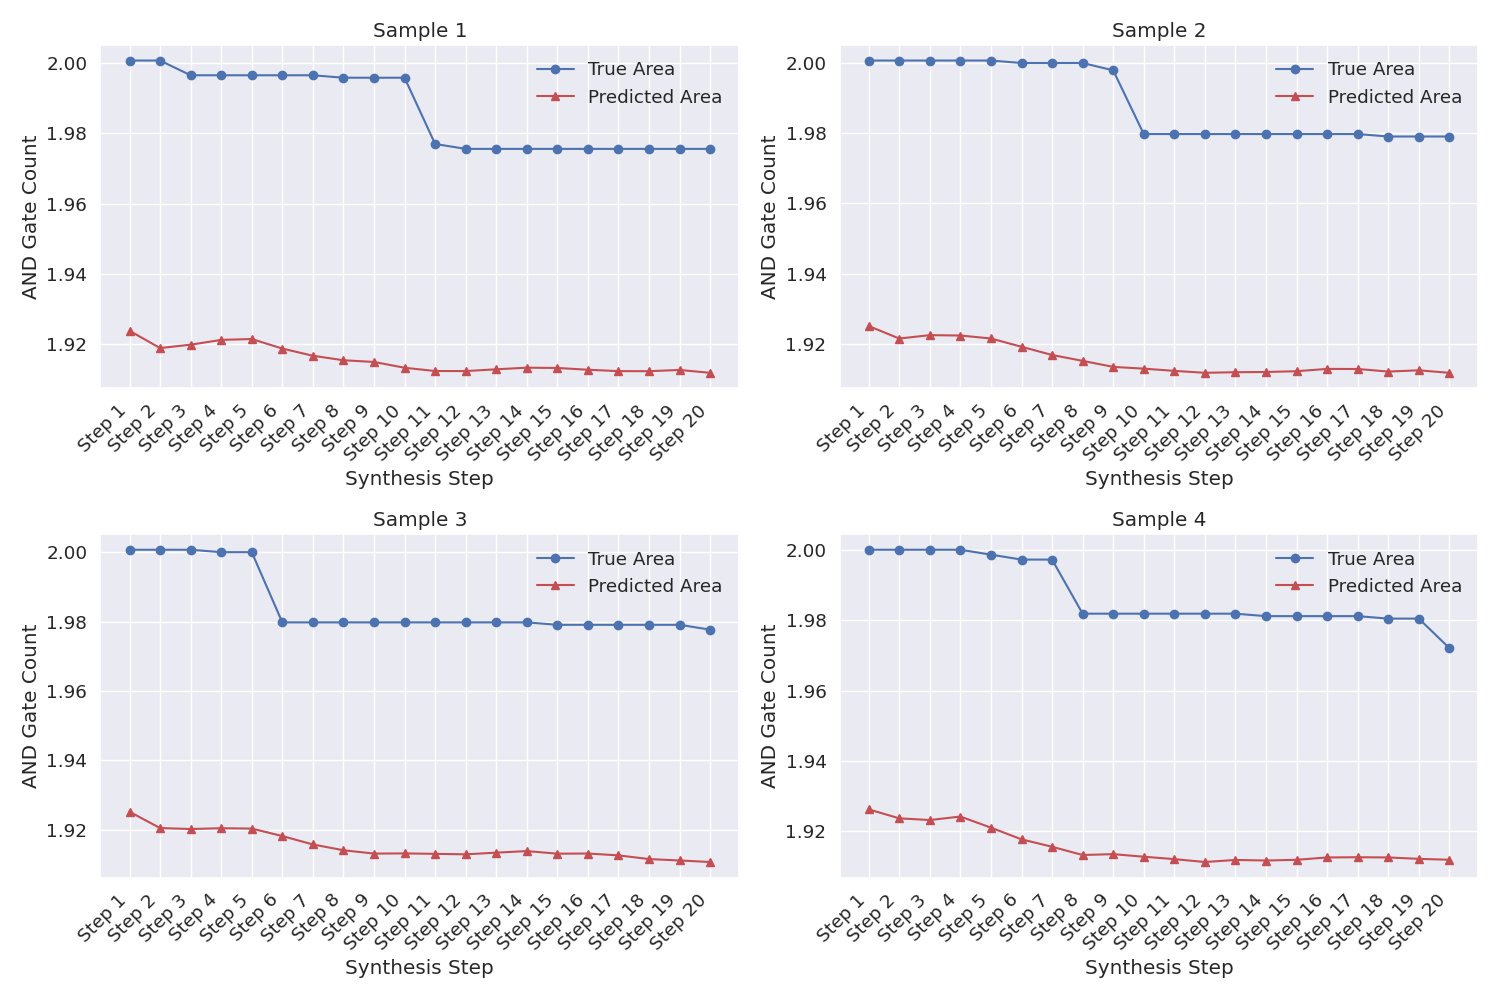 Sample 1
AND Gate Count
2.00
1.98
1.96
1.94
1.92
True Area
Predicted Area
Step 1
Step 2
Step 3
Step 4
Step 5
Step 6
Step 7
Step 8
Step 9
Step 10
Step 11
Step 12
Step 13
Step 14
Step 15
Step 16
Step 17
Step 18
Step 19
Step 20
Synthesis Step
Sample 2
AND Gate Count
2.00
1.98
1.96
1.94
1.92
True Area
Predicted Area
Step 1
Step 2
Step 3
Step 4
Step 5
Step 6
Step 7
Step 8
Step 9
Step 10
Step 11
Step 12
Step 13
Step 14
Step 15
Step 16
Step 17
Step 18
Step 19
Step 20
Synthesis Step
Sample 3
AND Gate Count
2.00
1.98
1.96
1.94
1.92
True Area
Predicted Area
Step 1
Step 2
Step 3
Step 4
Step 5
Step 6
Step 7
Step 8
Step 9
Step 10
Step 11
Step 12
Step 13
Step 14
Step 15
Step 16
Step 17
Step 18
Step 19
Step 20
Synthesis Step
Sample 4
AND Gate Count
2.00
1.98
1.96
1.94
1.92
True Area
Predicted Area
Step 1
Step 2
Step 3
Step 4
Step 5
Step 6
Step 7
Step 8
Step 9
Step 10
Step 11
Step 12
Step 13
Step 14
Step 15
Step 16
Step 17
Step 18
Step 19
Step 20
Synthesis Step